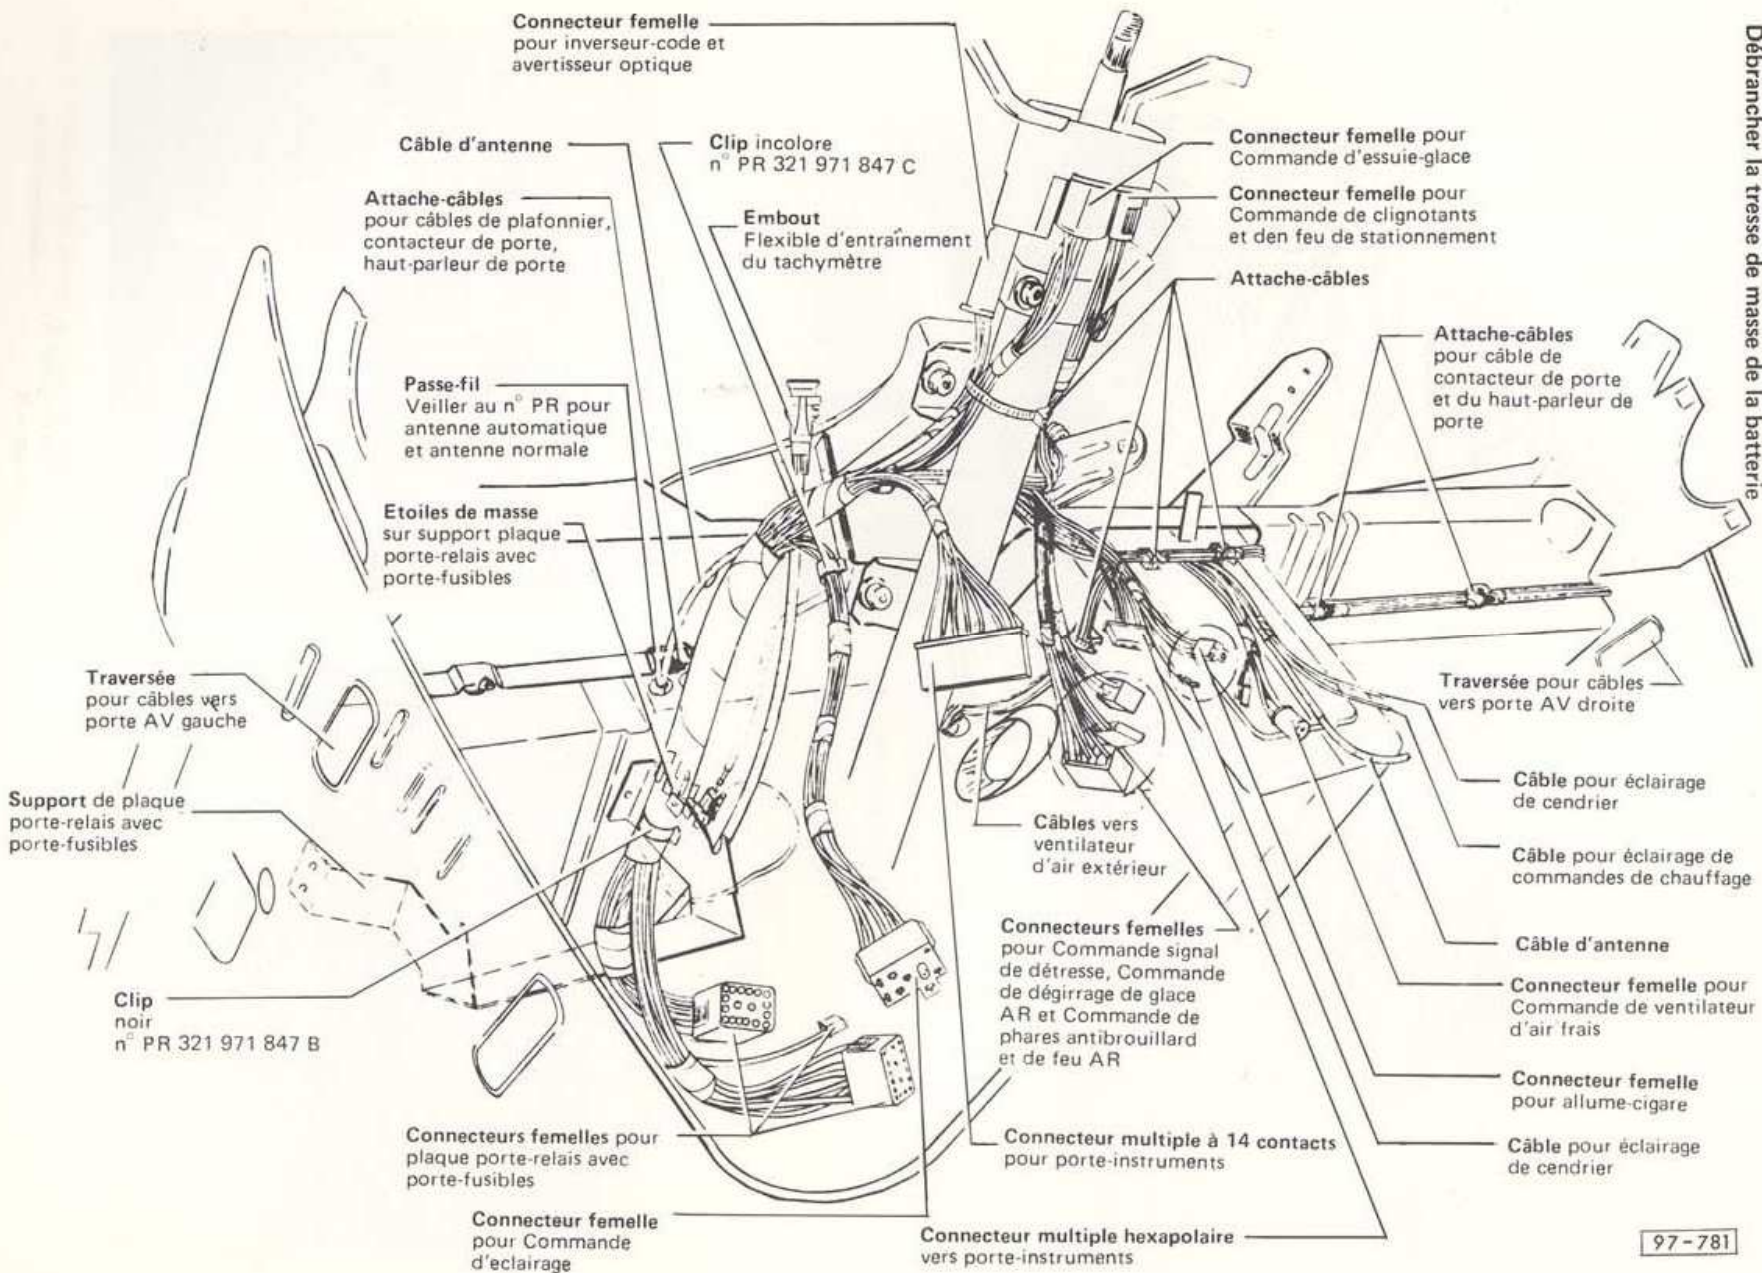 Connecteur femelle
pour inverseur-code et
avertisseur optique
Câble d'antenne
Clip incolore
n° PR 321 971 847 C
Attache-câbles
pour câbles de plafonnier,
contacteur de porte,
haut-parleur de porte
Embout
Flexible d'entraînement
du tachymètre
Connecteur femelle pour
Commande d'essuie-glace
Connecteur femelle pour
Commande de clignotants
et den feu de stationnement
Attache-câbles
Attache-câbles
pour câble de
contacteur de porte
et du haut-parleur de
porte
Débrancher la tresse de masse de la batterie
Passe-fil
Veiller au n° PR pour
antenne automatique
et antenne normale
Etoiles de masse
sur support plaque
porte-relais avec
porte-fusibles
Traversée
pour câbles vers
porte AV gauche
Support de plaque
porte-relais avec
porte-fusibles
Clip
noir
n° PR 321 971 847 B
Traversée pour câbles
vers porte AV droite
Câble pour éclairage
de cendrier
Câbles vers
ventilateur
d'air extérieur
Câble pour éclairage de
commandes de chauffage
Connecteurs femelles
pour Commande signal
de détresse, Commande
de dégirrage de glace
AR et Commande de
phares antibrouillard
et de feu AR
Câble d'antenne
Connecteur femelle pour
Commande de ventilateur
d'air frais
Connecteur femelle
pour allume-cigare
Connecteurs femelles pour
plaque porte-relais avec
porte-fusibles
Connecteur multiple à 14 contacts
pour porte-instruments
Câble pour éclairage
de cendrier
Connecteur femelle
pour Commande
d'eclairage
Connecteur multiple hexapolaire
vers porte-instruments
97-781